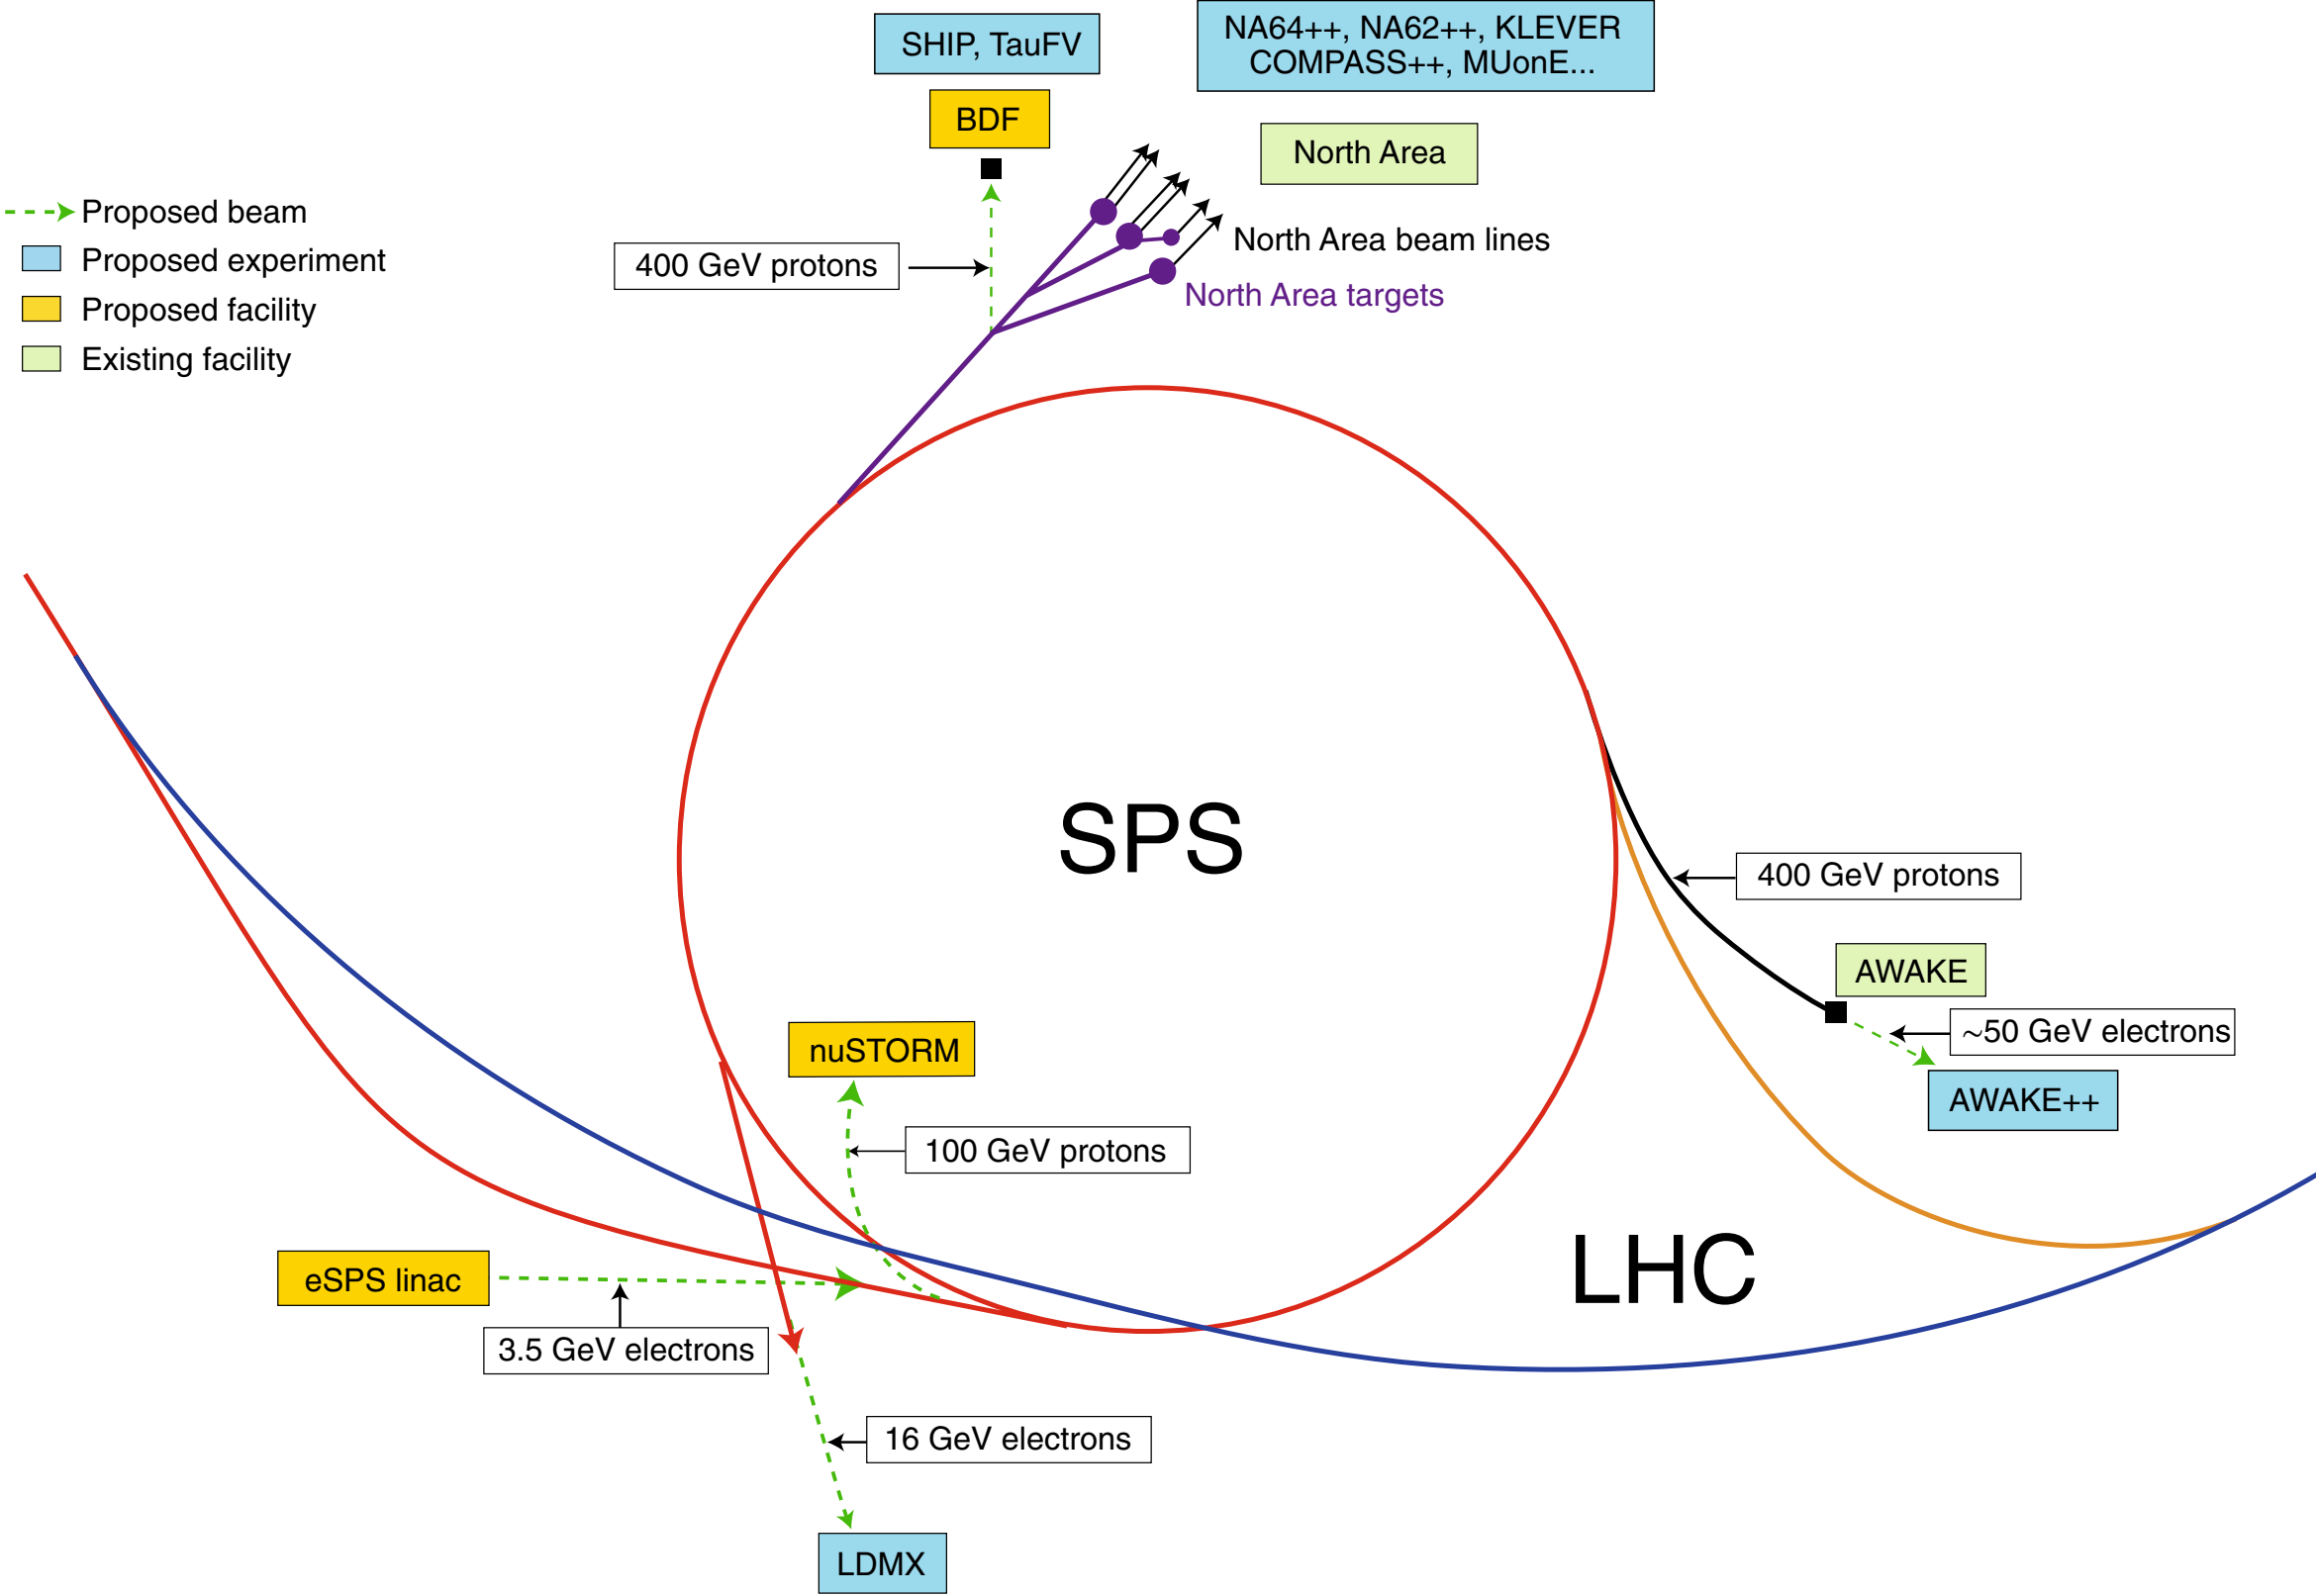 SHIP, TauFV
NA64++, NA62++, KLEVER
COMPASS++, MUonE...
BDF
North Area
Proposed beam
Proposed experiment
Proposed facility
Existing facility
400 GeV protons
North Area beam lines
North Area targets
SPS
400 GeV protons
AWAKE
~50 GeV electrons
AWAKE++
nuSTORM
100 GeV protons
LHC
eSPS linac
3.5 GeV electrons
16 GeV electrons
LDMX